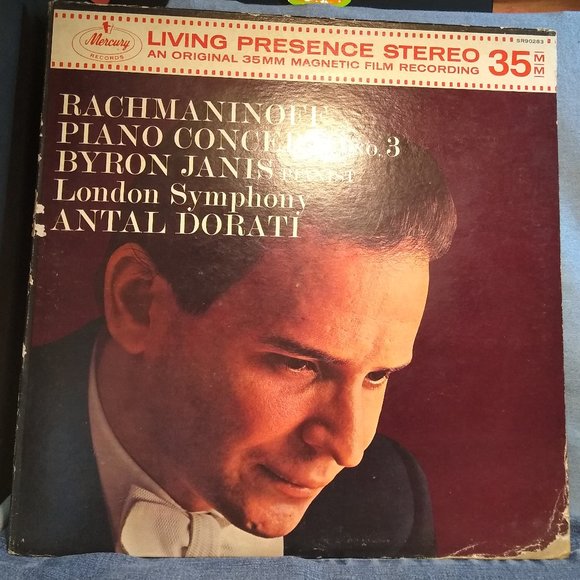 Mercury
RECORDS
LIVING PRESENCE STEREO
AN ORIGINAL 35MM MAGNETIC FILM RECORDING
35MM
SR90283
RACHMANINOFF
PIANO CONCERTO No. 3
BYRON JANIS PIANIST
London Symphony
ANTAL DORATI